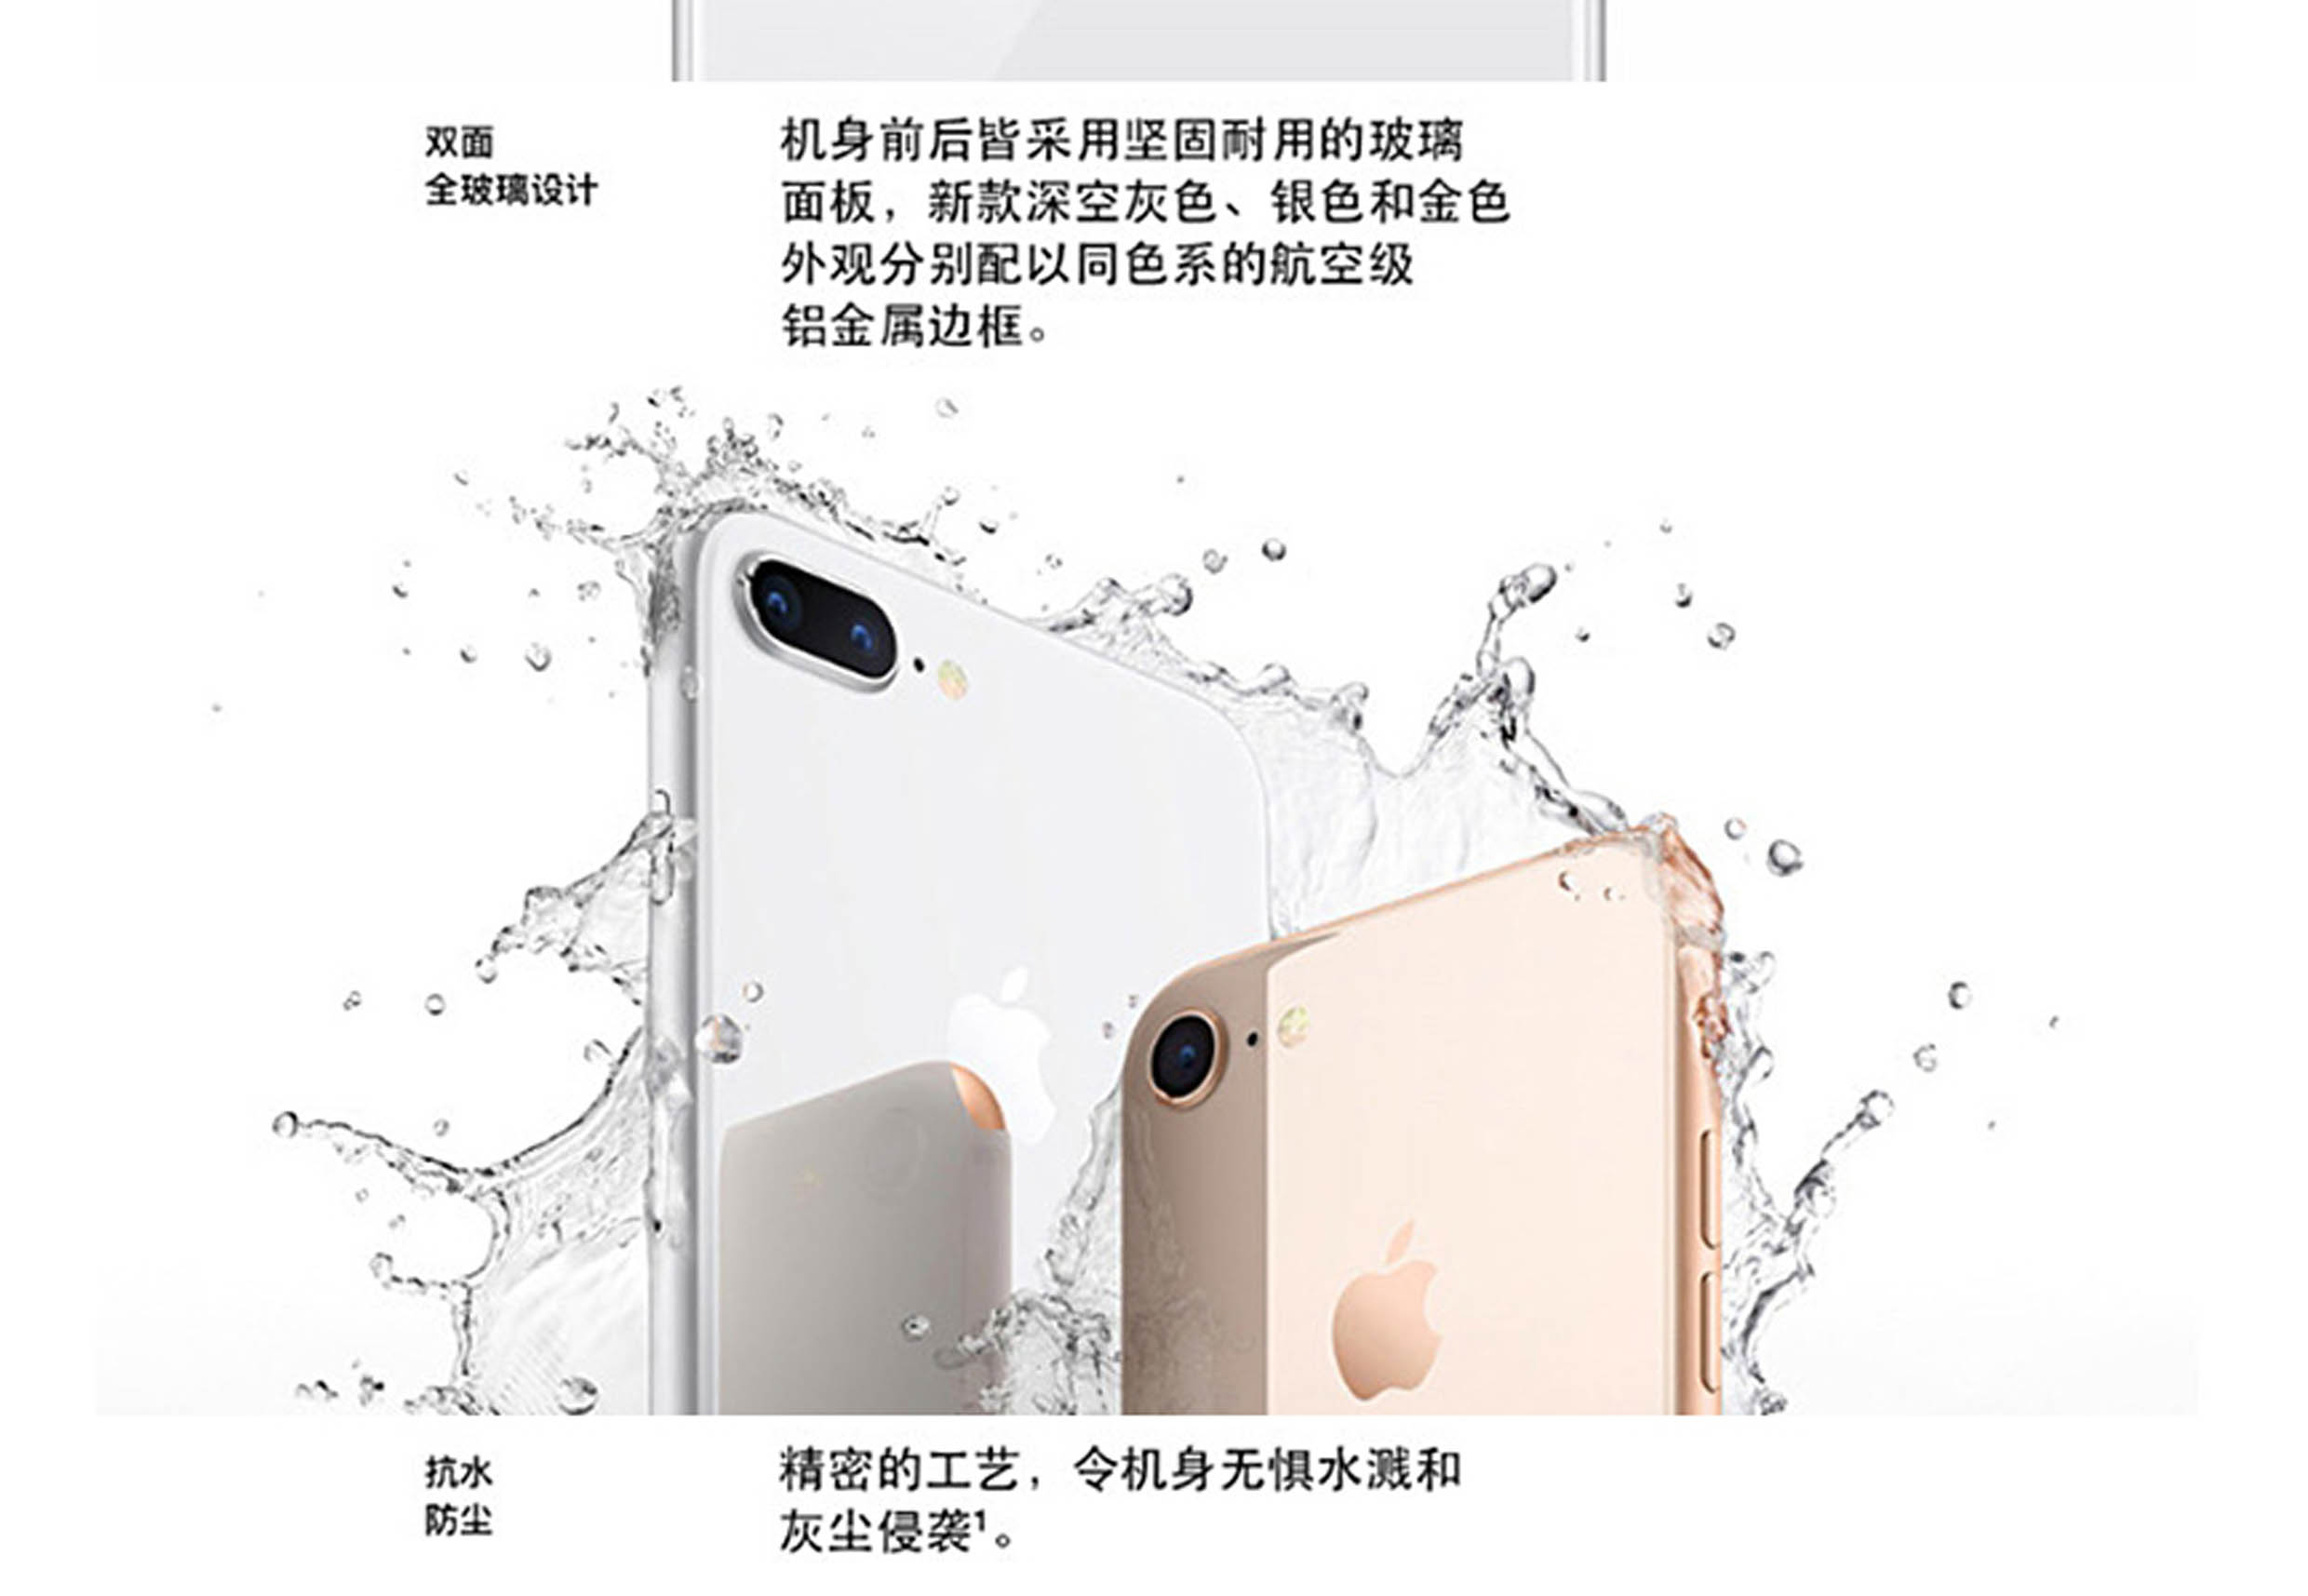 双面
全玻璃设计
机身前后皆采用坚固耐用的玻璃
面板，新款深空灰色、银色和金色
外观分别配以同色系的航空级
铝金属边框。
抗水
防尘
精密的工艺，令机身无惧水溅和
灰尘侵袭¹。